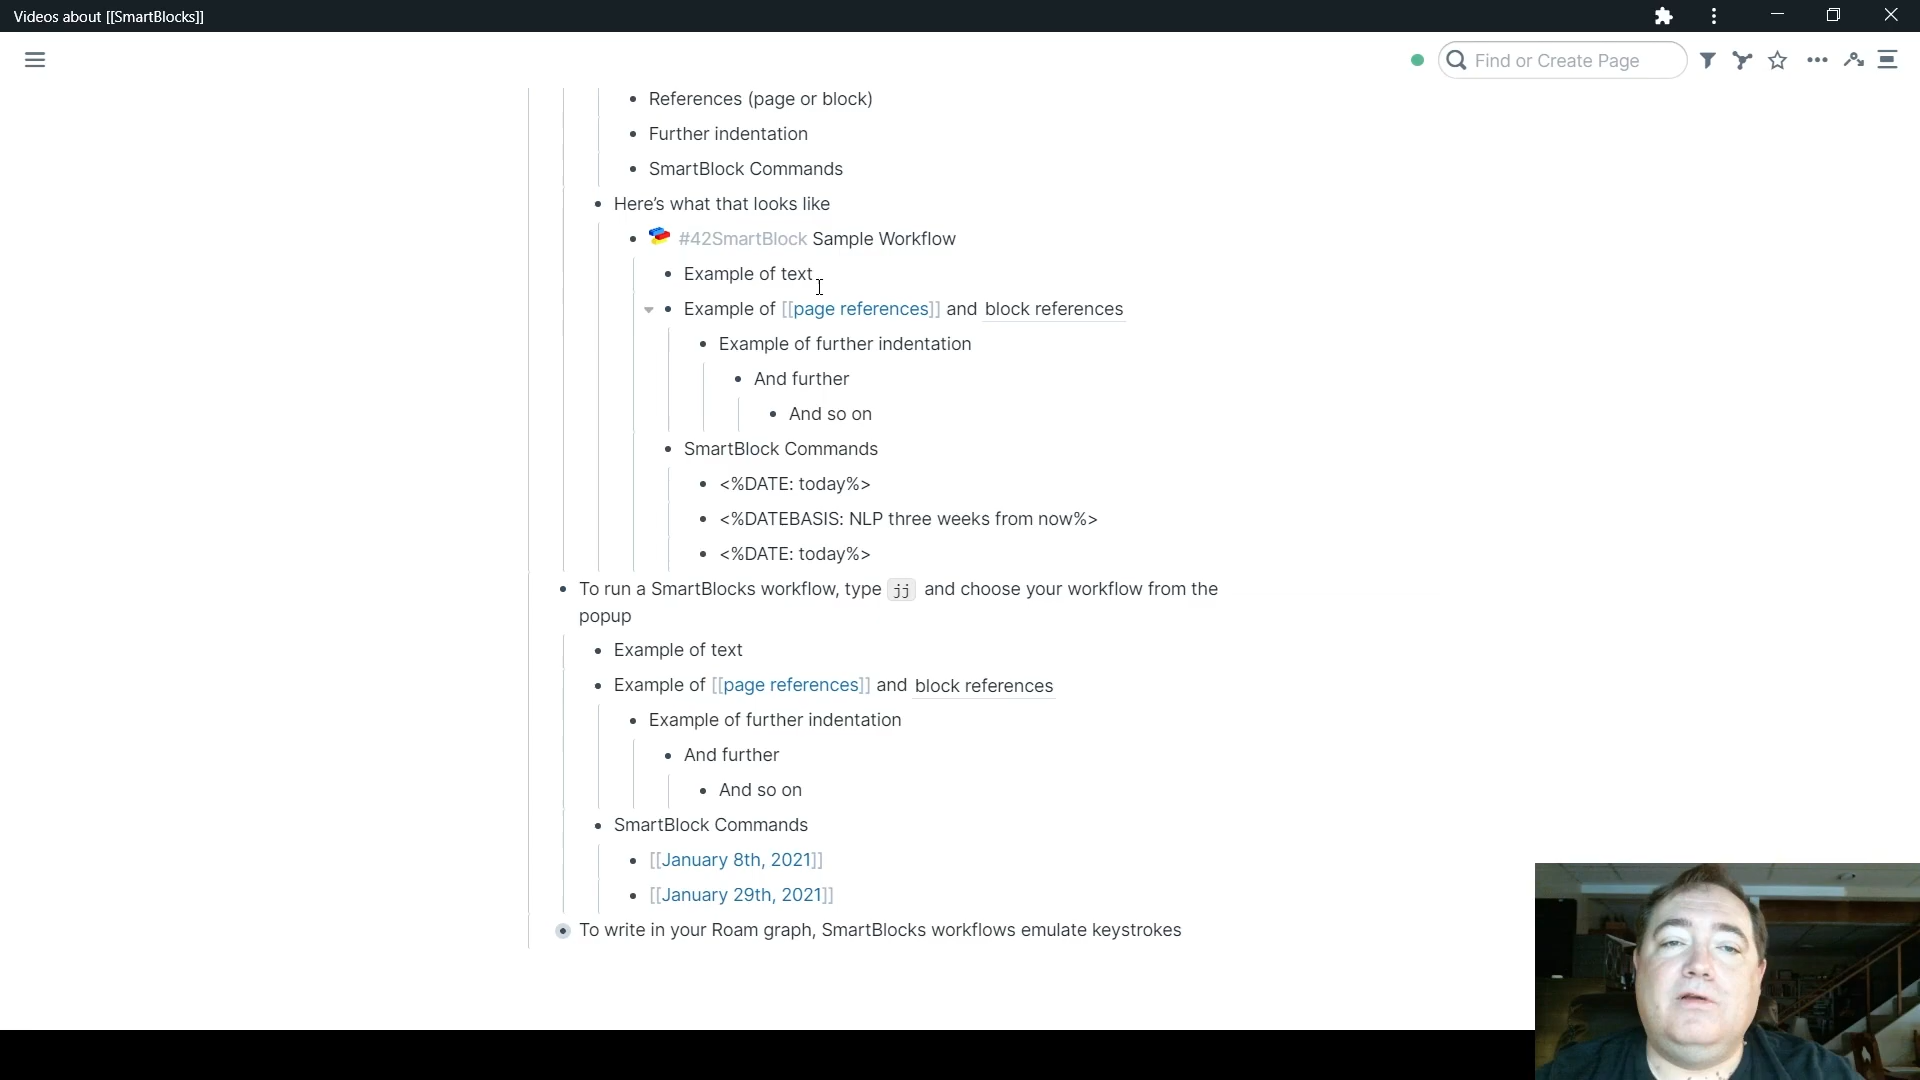 Videos about [[SmartBlocks]]
Find or Create Page
References (page or block)
Further indentation
SmartBlock Commands
Here's what that looks like
#42SmartBlock Sample Workflow
Example of text
Example of [[page references]] and block references
Example of further indentation
And further
And so on
SmartBlock Commands
<%DATE: today%>
<%DATEBASIS: NLP three weeks from now%>
<%DATE: today%>
To run a SmartBlocks workflow, type jj and choose your workflow from the
popup
Example of text
Example of [[page references]] and block references
Example of further indentation
And further
And so on
SmartBlock Commands
[[January 8th, 2021]]
[[January 29th, 2021]]
To write in your Roam graph, SmartBlocks workflows emulate keystrokes